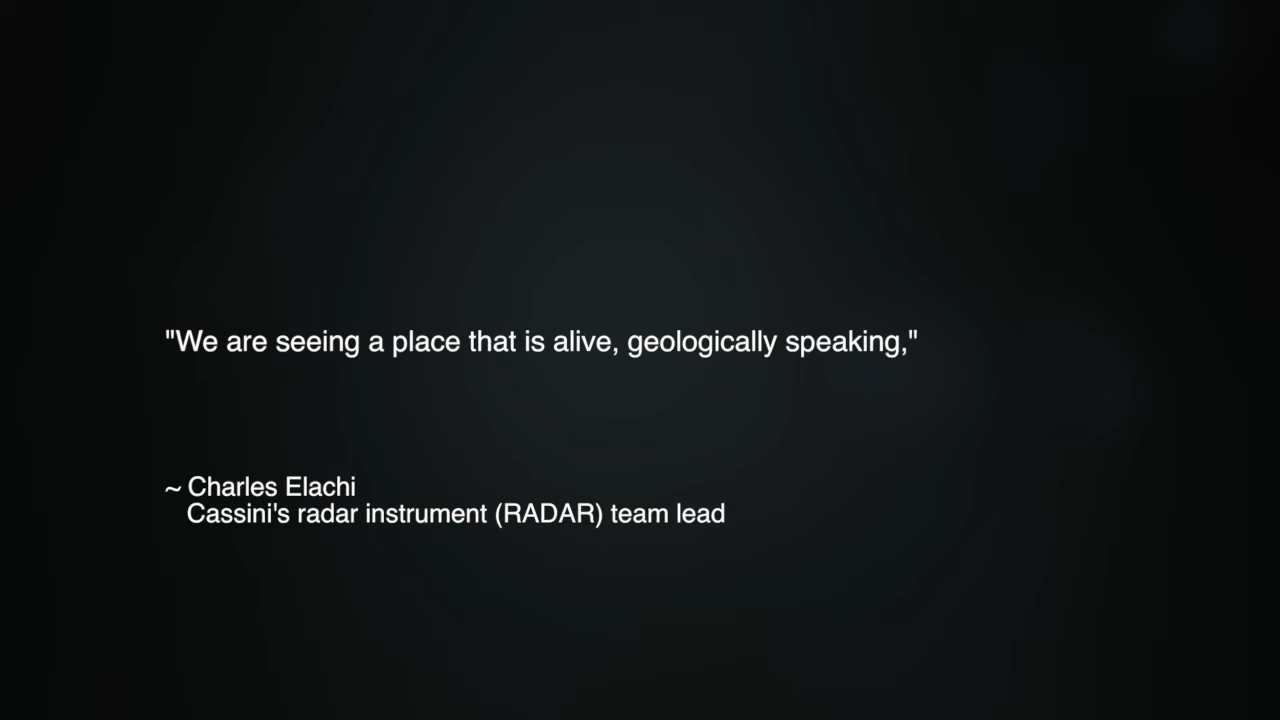 "We are seeing a place that is alive, geologically speaking,"
~ Charles Elachi
Cassini's radar instrument (RADAR) team lead